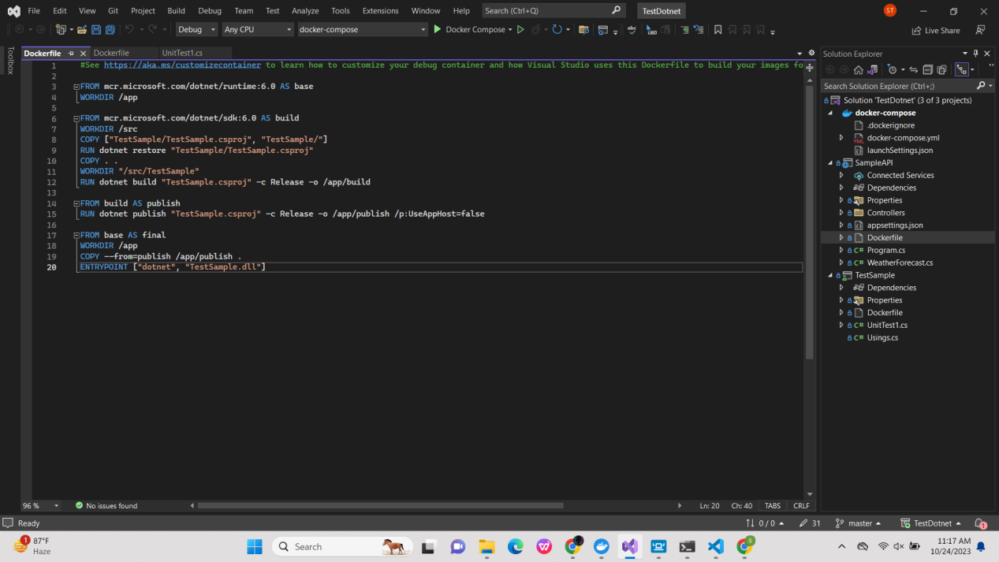 File Edit View Git Project Build Debug Team Test Analyze Tools Extensions Window Help Search (Ctrl+Q) TestDotnet ST
Debug Any CPU docker-compose Docker Compose abc Live Share
Toolbox
Dockerfile Dockerfile UnitTest1.cs
1 #See https://aka.ms/customizecontainer to learn how to customize your debug container and how Visual Studio uses this Dockerfile to build your images fo
2
3 FROM mcr.microsoft.com/dotnet/runtime:6.0 AS base
4 WORKDIR /app
5
6 FROM mcr.microsoft.com/dotnet/sdk:6.0 AS build
7 WORKDIR /src
8 COPY ["TestSample/TestSample.csproj", "TestSample/"]
9 RUN dotnet restore "TestSample/TestSample.csproj"
10 COPY . .
11 WORKDIR "/src/TestSample"
12 RUN dotnet build "TestSample.csproj" -c Release -o /app/build
13
14 FROM build AS publish
15 RUN dotnet publish "TestSample.csproj" -c Release -o /app/publish /p:UseAppHost=false
16
17 FROM base AS final
18 WORKDIR /app
19 COPY --from=publish /app/publish .
20 ENTRYPOINT ["dotnet", "TestSample.dll"]
Solution Explorer
Search Solution Explorer (Ctrl+;)
Solution 'TestDotnet' (3 of 3 projects)
docker-compose
.dockerignore
YML docker-compose.yml
launchSettings.json
SampleAPI
Connected Services
Dependencies
Properties
Controllers
appsettings.json
Dockerfile
C# Program.cs
C# WeatherForecast.cs
TestSample
Dependencies
Properties
Dockerfile
C# UnitTest1.cs
C# Usings.cs
96 % No issues found Ln: 20 Ch: 40 TABS CRLF
Ready 0 / 0 31 master TestDotnet 1
1 87°F
Haze
Search
S
11:17 AM
10/24/2023